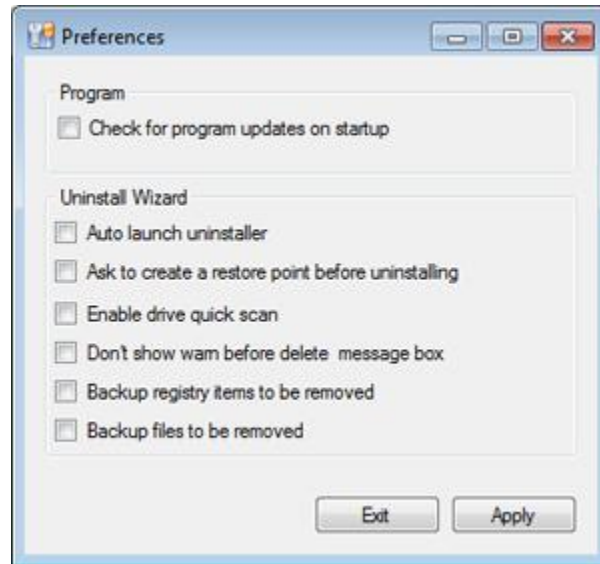 Preferences
Program
Check for program updates on startup
Uninstall Wizard
Auto launch uninstaller
Ask to create a restore point before uninstalling
Enable drive quick scan
Don't show warn before delete  message box
Backup registry items to be removed
Backup files to be removed
Exit
Apply